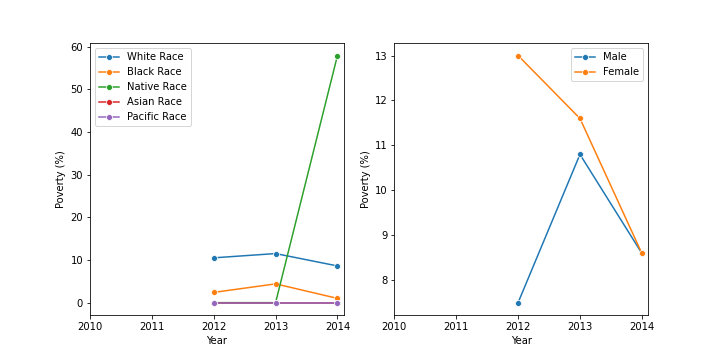 60
50
40
30
20
10
0
Poverty (%)
White Race
Black Race
Native Race
Asian Race
Pacific Race
2010 2011 2012 2013 2014
Year
13
12
11
10
9
8
Poverty (%)
Male
Female
2010 2011 2012 2013 2014
Year